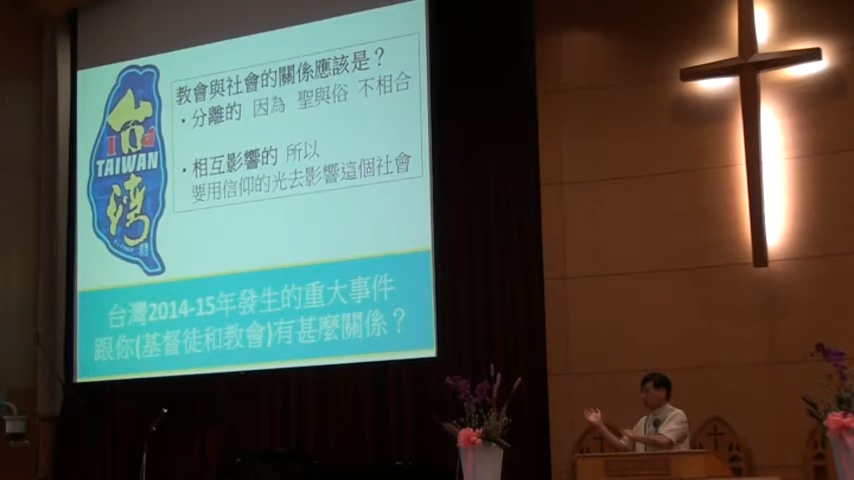 教會與社會的關係應該是？
・分離的 因為 聖與俗 不相合
・相互影響的 所以
要用信仰的光去影響這個社會
台
TAIWAN
灣
台灣2014-15年發生的重大事件
跟你(基督徒和教會)有甚麼關係？